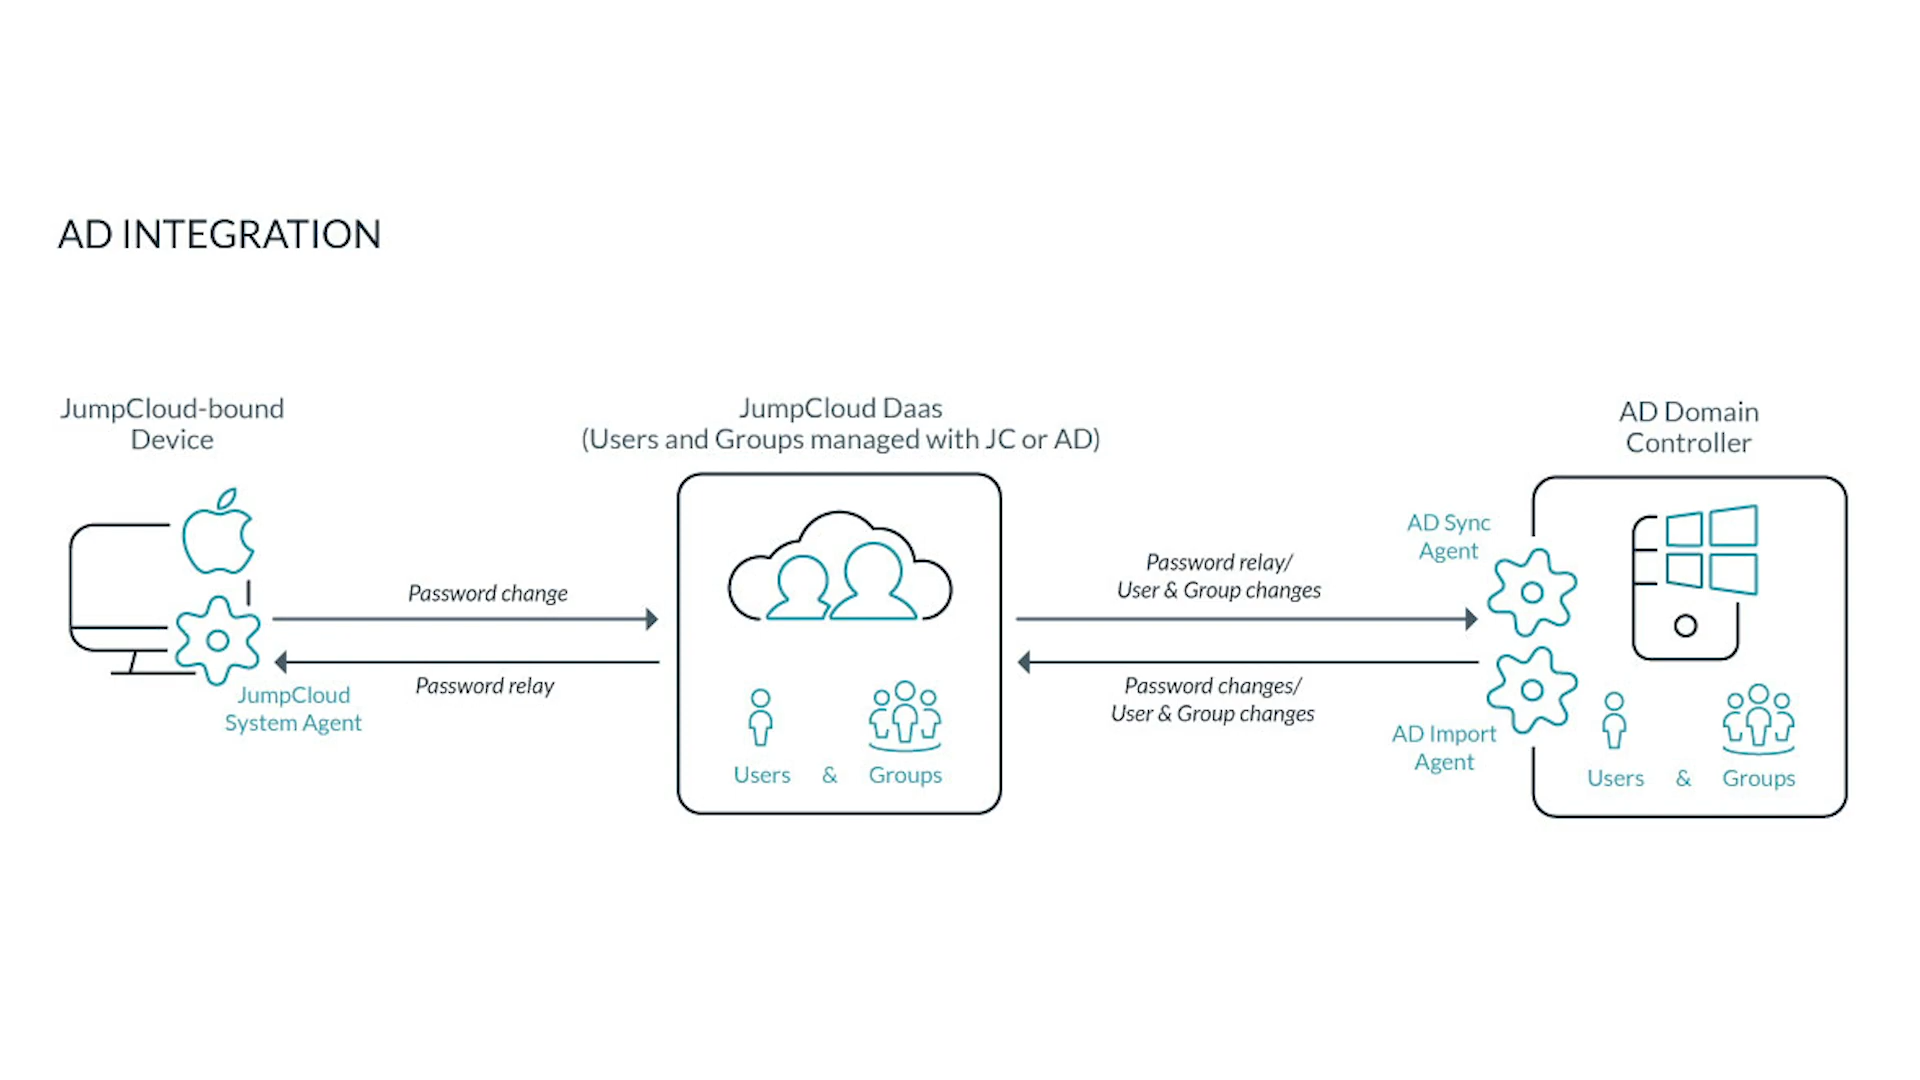 AD INTEGRATION
JumpCloud-bound
Device
JumpCloud Daas
(Users and Groups managed with JC or AD)
AD Domain
Controller
AD Sync
Agent
Password change
Password relay/
User & Group changes
Password relay
Password changes/
User & Group changes
JumpCloud
System Agent
AD Import
Agent
Users & Groups
Users & Groups